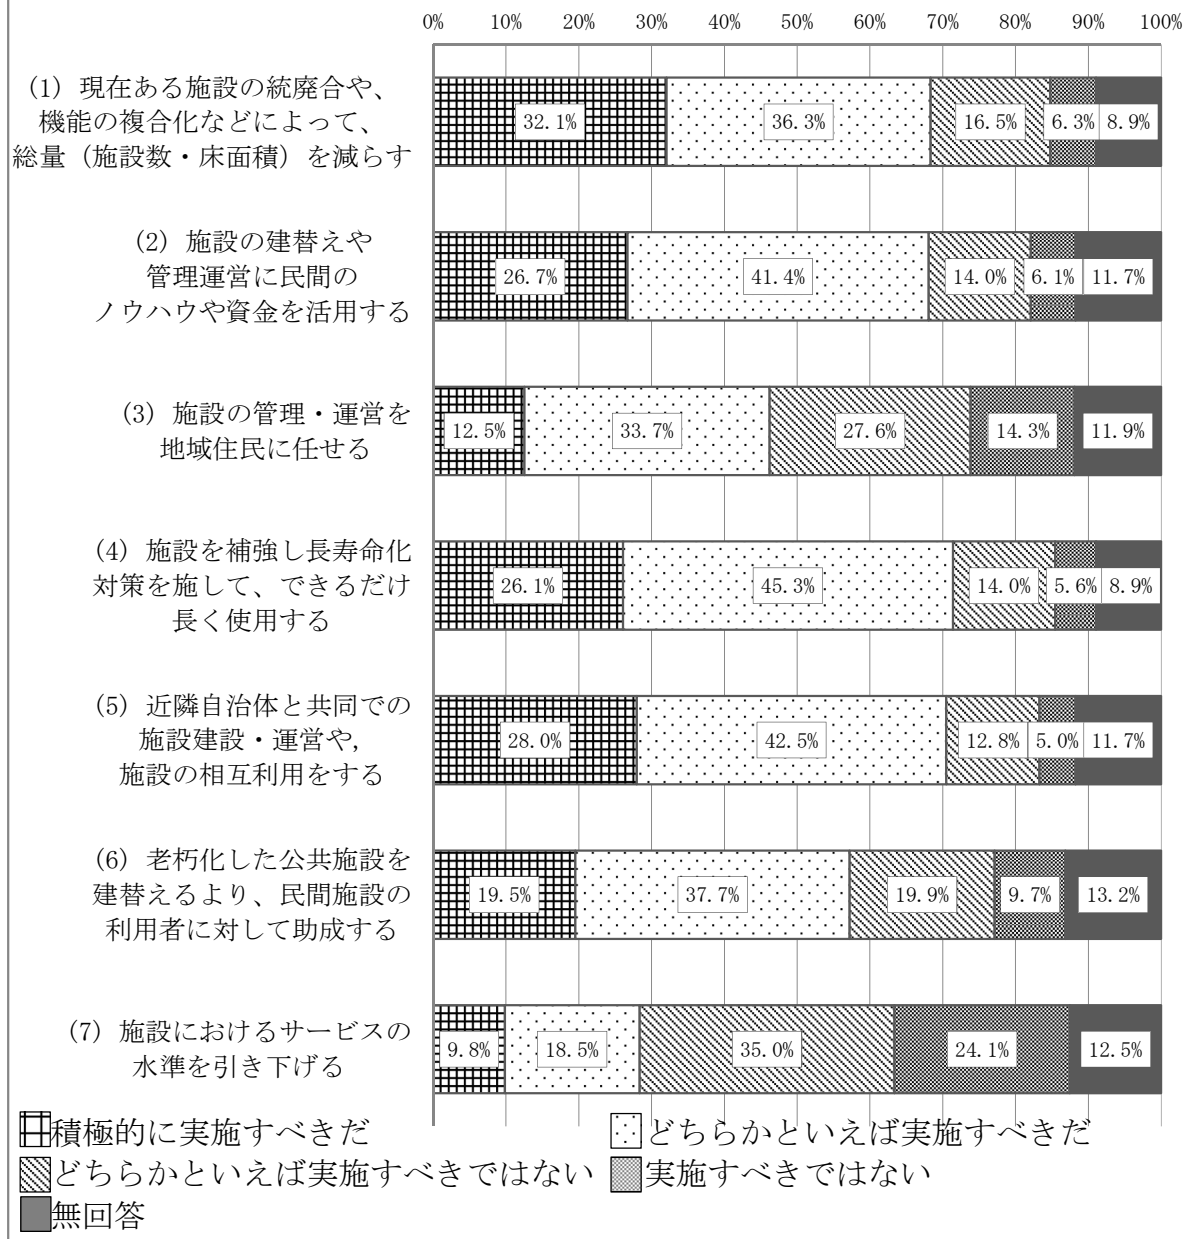 0% 10% 20% 30% 40% 50% 60% 70% 80% 90% 100%
(1) 現在ある施設の統廃合や、
機能の複合化などによって、
総量（施設数・床面積）を減らす
32.1% 36.3% 16.5% 6.3% 8.9%
(2) 施設の建替えや
管理運営に民間の
ノウハウや資金を活用する
26.7% 41.4% 14.0% 6.1% 11.7%
(3) 施設の管理・運営を
地域住民に任せる
12.5% 33.7% 27.6% 14.3% 11.9%
(4) 施設を補強し長寿命化
対策を施して、できるだけ
長く使用する
26.1% 45.3% 14.0% 5.6% 8.9%
(5) 近隣自治体と共同での
施設建設・運営や,
施設の相互利用をする
28.0% 42.5% 12.8% 5.0% 11.7%
(6) 老朽化した公共施設を
建替えるより、民間施設の
利用者に対して助成する
19.5% 37.7% 19.9% 9.7% 13.2%
(7) 施設におけるサービスの
水準を引き下げる
9.8% 18.5% 35.0% 24.1% 12.5%
積極的に実施すべきだ どちらかといえば実施すべきだ
どちらかといえば実施すべきではない 実施すべきではない
無回答